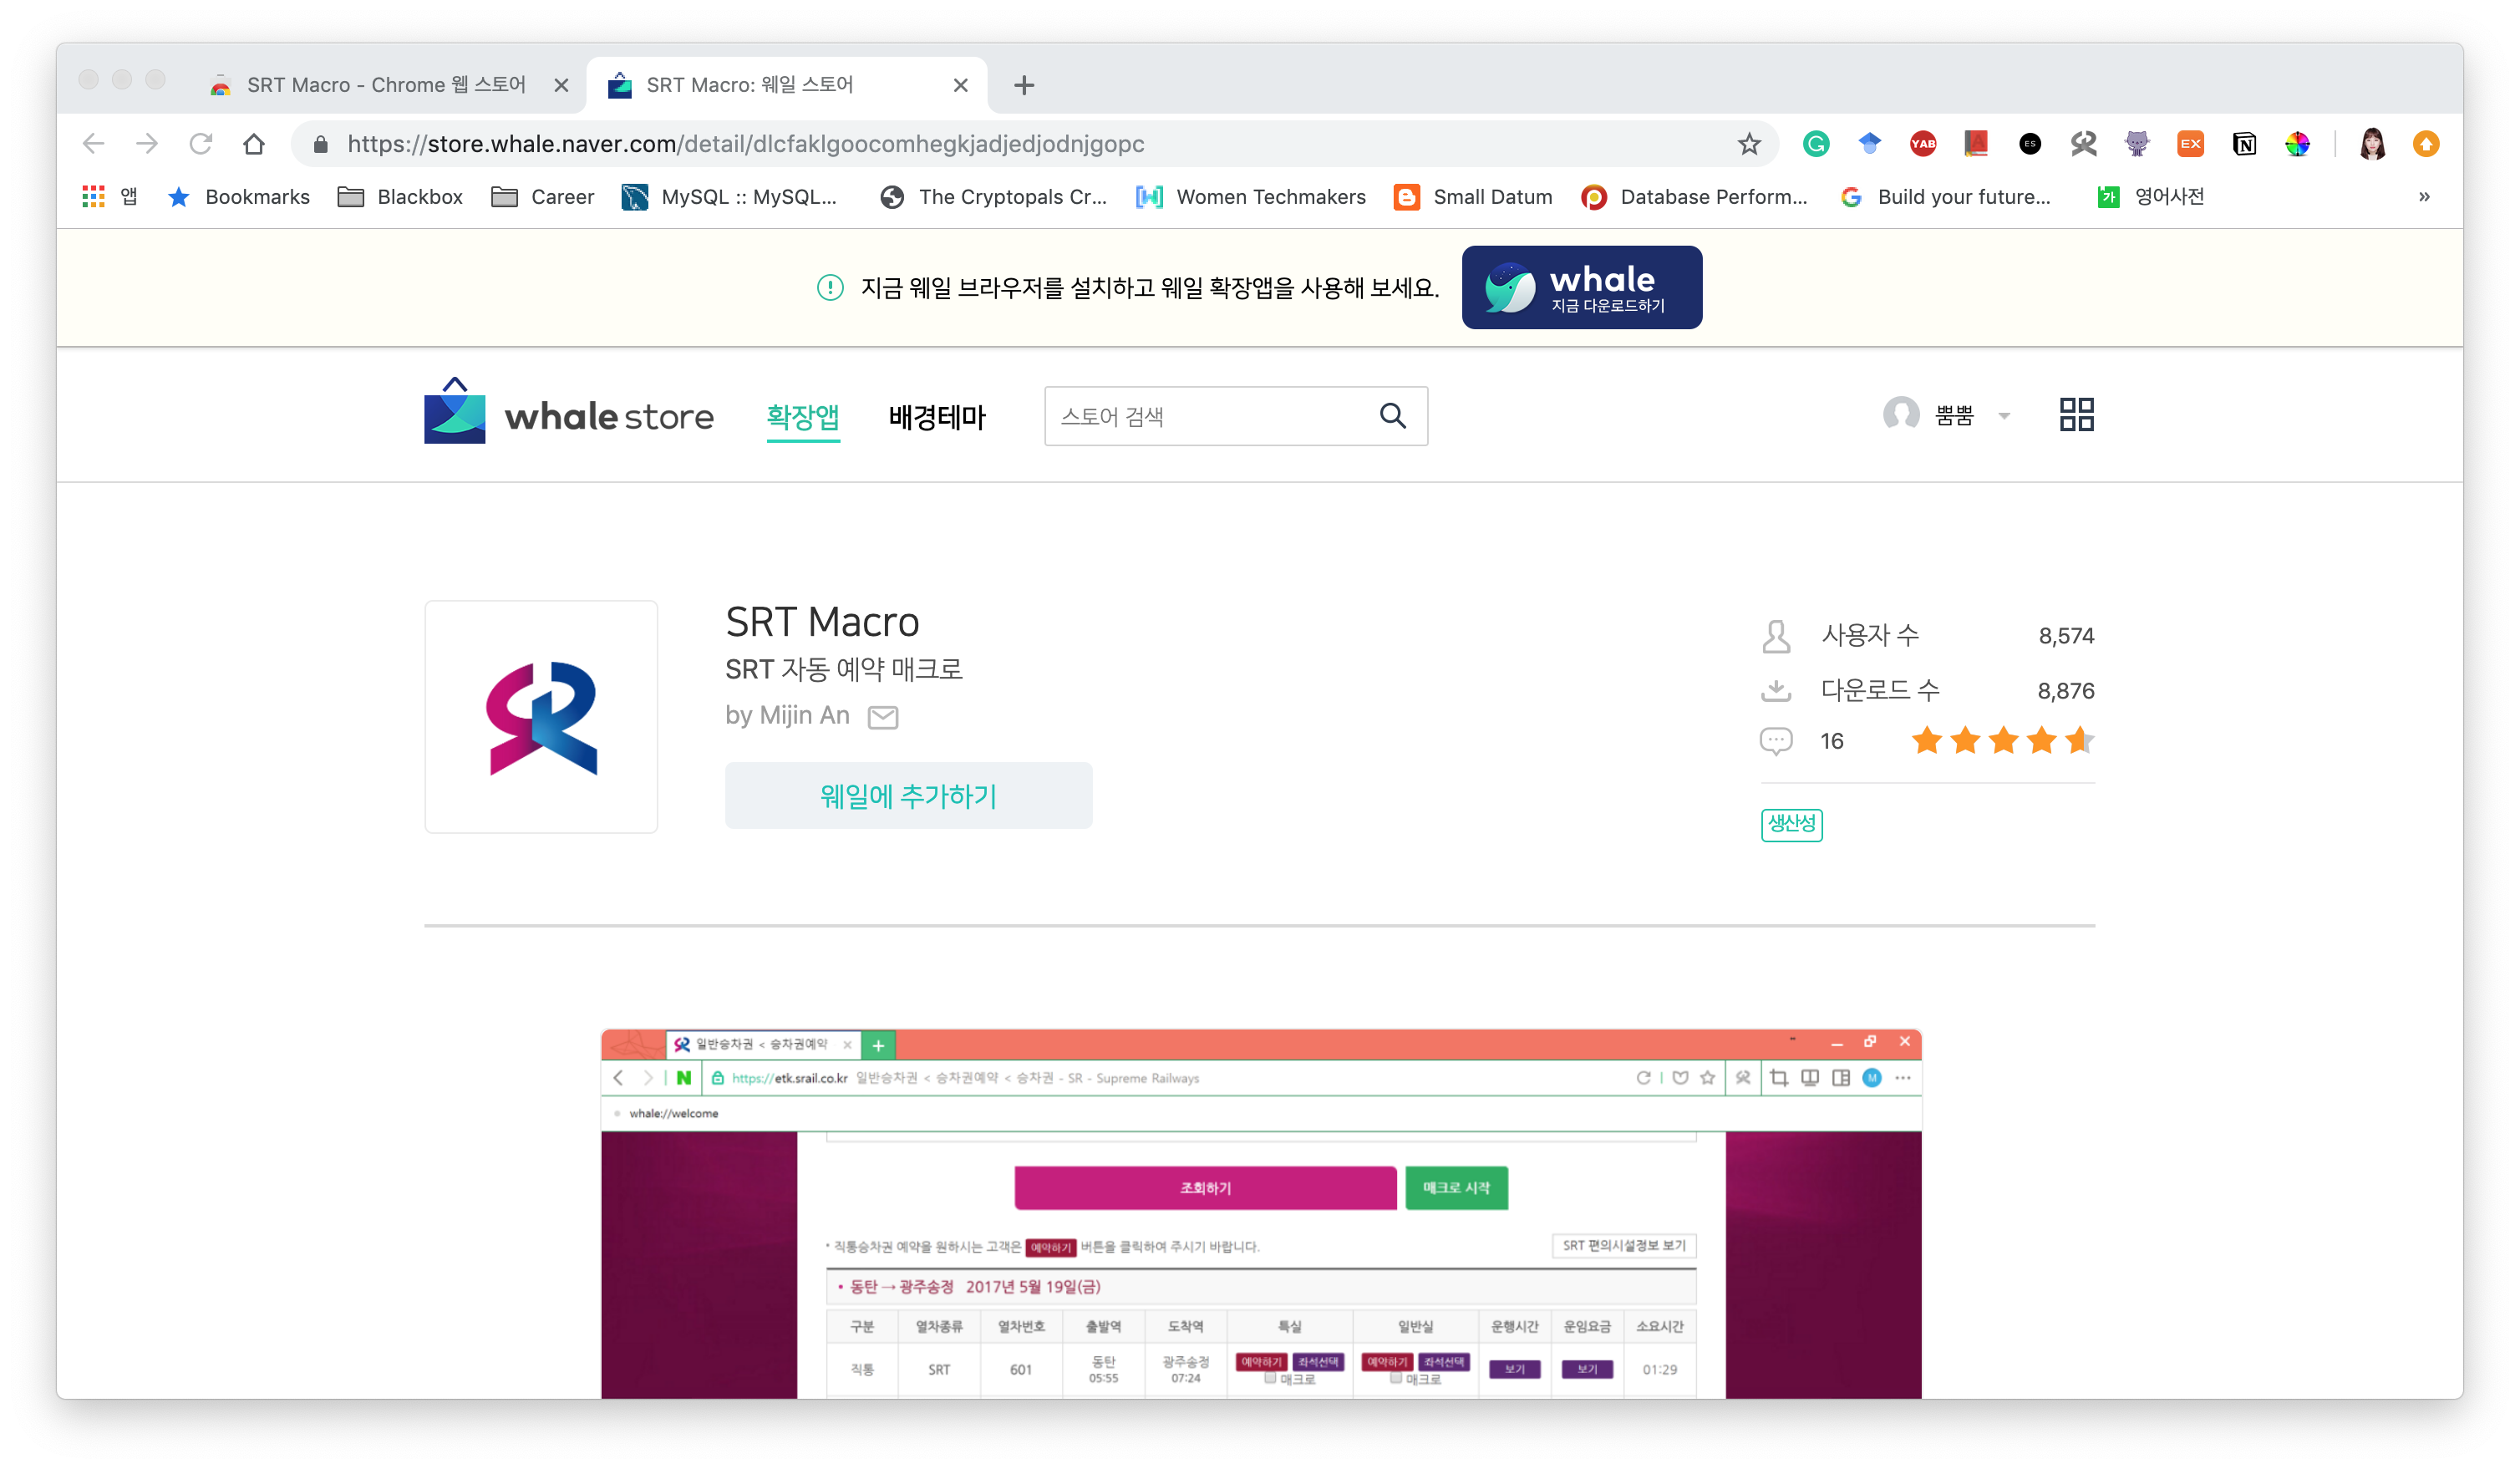 SRT Macro - Chrome 웹 스토어
SRT Macro: 웨일 스토어
https://store.whale.naver.com/detail/dlcfaklgoocomhegkjadjedjodnjgopc
G YAB A ES EX N
앱 Bookmarks Blackbox Career MySQL :: MySQL... The Cryptopals Cr... Women Techmakers Small Datum Database Perform... Build your future... 가 영어사전 »
지금 웨일 브라우저를 설치하고 웨일 확장앱을 사용해 보세요.
whale
지금 다운로드하기
whale store 확장앱 배경테마 스토어 검색 뿜뿜
SRT Macro
SRT 자동 예약 매크로
by Mijin An
웨일에 추가하기
사용자 수 8,574
다운로드 수 8,876
16
생산성
일반승차권 < 승차권예약
N https://etk.srail.co.kr 일반승차권 < 승차권예약 < 승차권 - SR - Supreme Railways M
whale://welcome
조회하기 매크로 시작
* 직통승차권 예약을 원하시는 고객은 예약하기 버튼을 클릭하여 주시기 바랍니다. SRT 편의시설정보 보기
• 동탄 → 광주송정 2017년 5월 19일(금)
구분 열차종류 열차번호 출발역 도착역 특실 일반실 운행시간 운임요금 소요시간
직통 SRT 601 동탄 05:55 광주송정 07:24 예약하기 좌석선택 매크로 예약하기 좌석선택 매크로 보기 보기 01:29